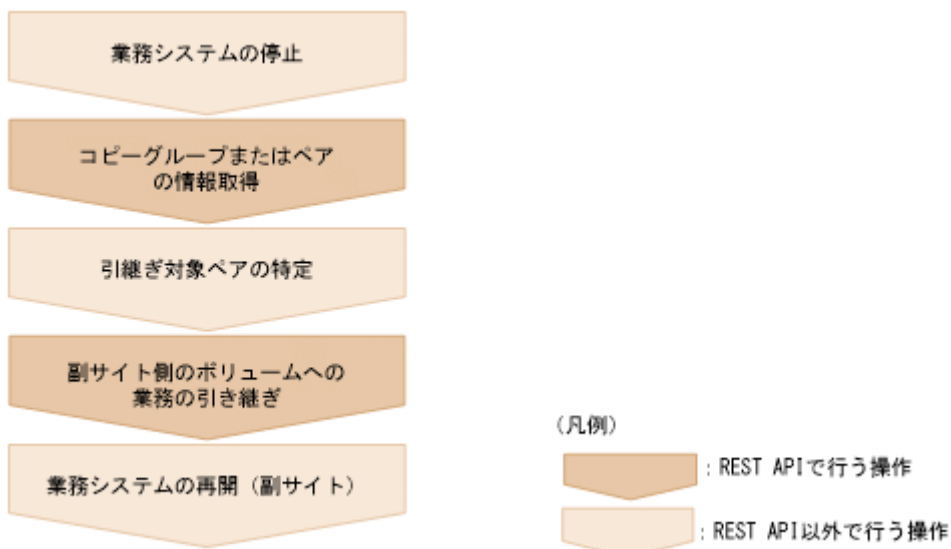 業務システムの停止
コピーグループまたはペア
の情報取得
引継ぎ対象ペアの特定
副サイト側のボリュームへの
業務の引き継ぎ
業務システムの再開（副サイト）
（凡例）
：REST APIで行う操作
：REST API以外で行う操作